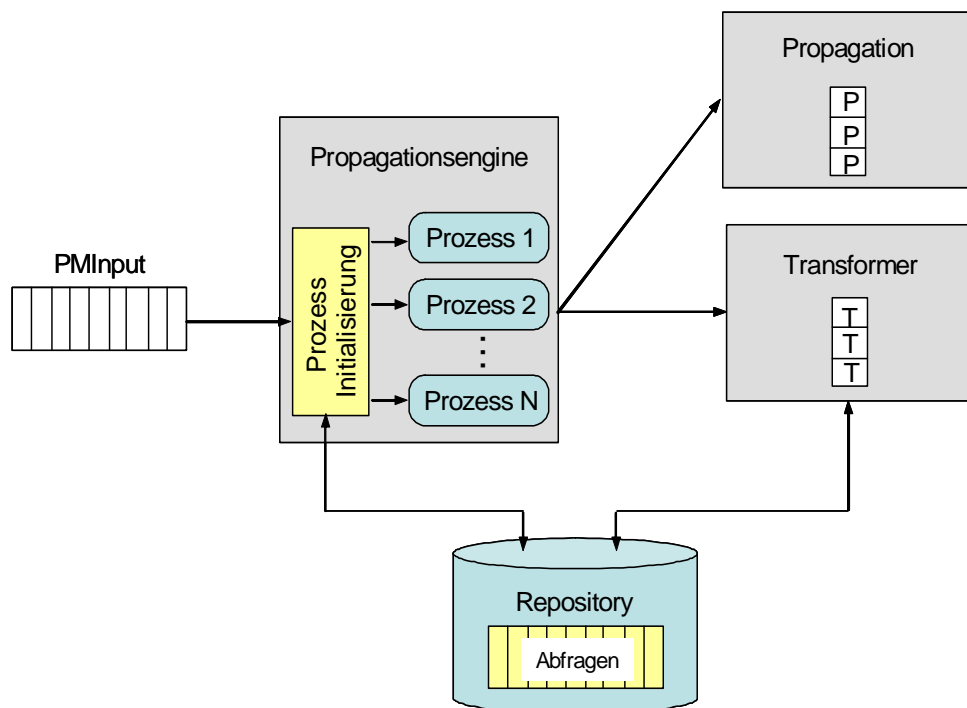 PMInput
Propagationsengine
Prozess
Initialisierung
Prozess 1
Prozess 2
Prozess N
Propagation
P
P
P
Transformer
T
T
T
Repository
Abfragen